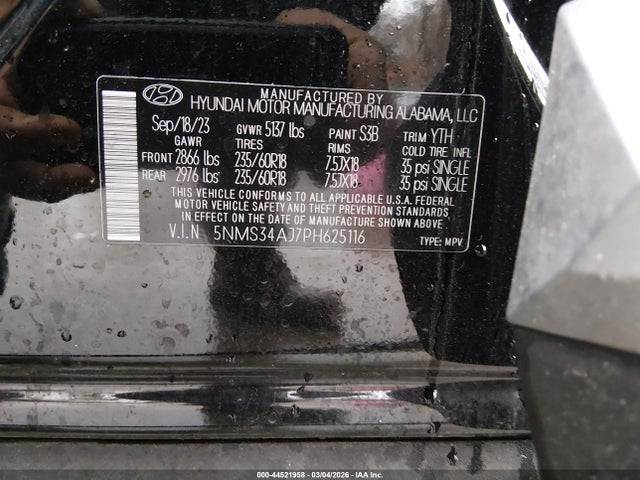 MANUFACTURED BY
HYUNDAI MOTOR MANUFACTURING ALABAMA, LLC
Sep/18/23 GVWR 5137 lbs PAINT S3B TRIM YTH
GAWR TIRES RIMS COLD TIRE INFL
FRONT 2866 lbs 235/60R18 7.5JX18 35 psi SINGLE
REAR 2976 lbs 235/60R18 7.5JX18 35 psi SINGLE
THIS VEHICLE CONFORMS TO ALL APPLICABLE U.S.A. FEDERAL
MOTOR VEHICLE SAFETY AND THEFT PREVENTION STANDARDS
IN EFFECT ON THE DATE OF MANUFACTURE SHOWN ABOVE.
V.I.N 5NMS34AJ7PH625116 TYPE: MPV
000-44521958 - 03/04/2026 - IAA Inc.